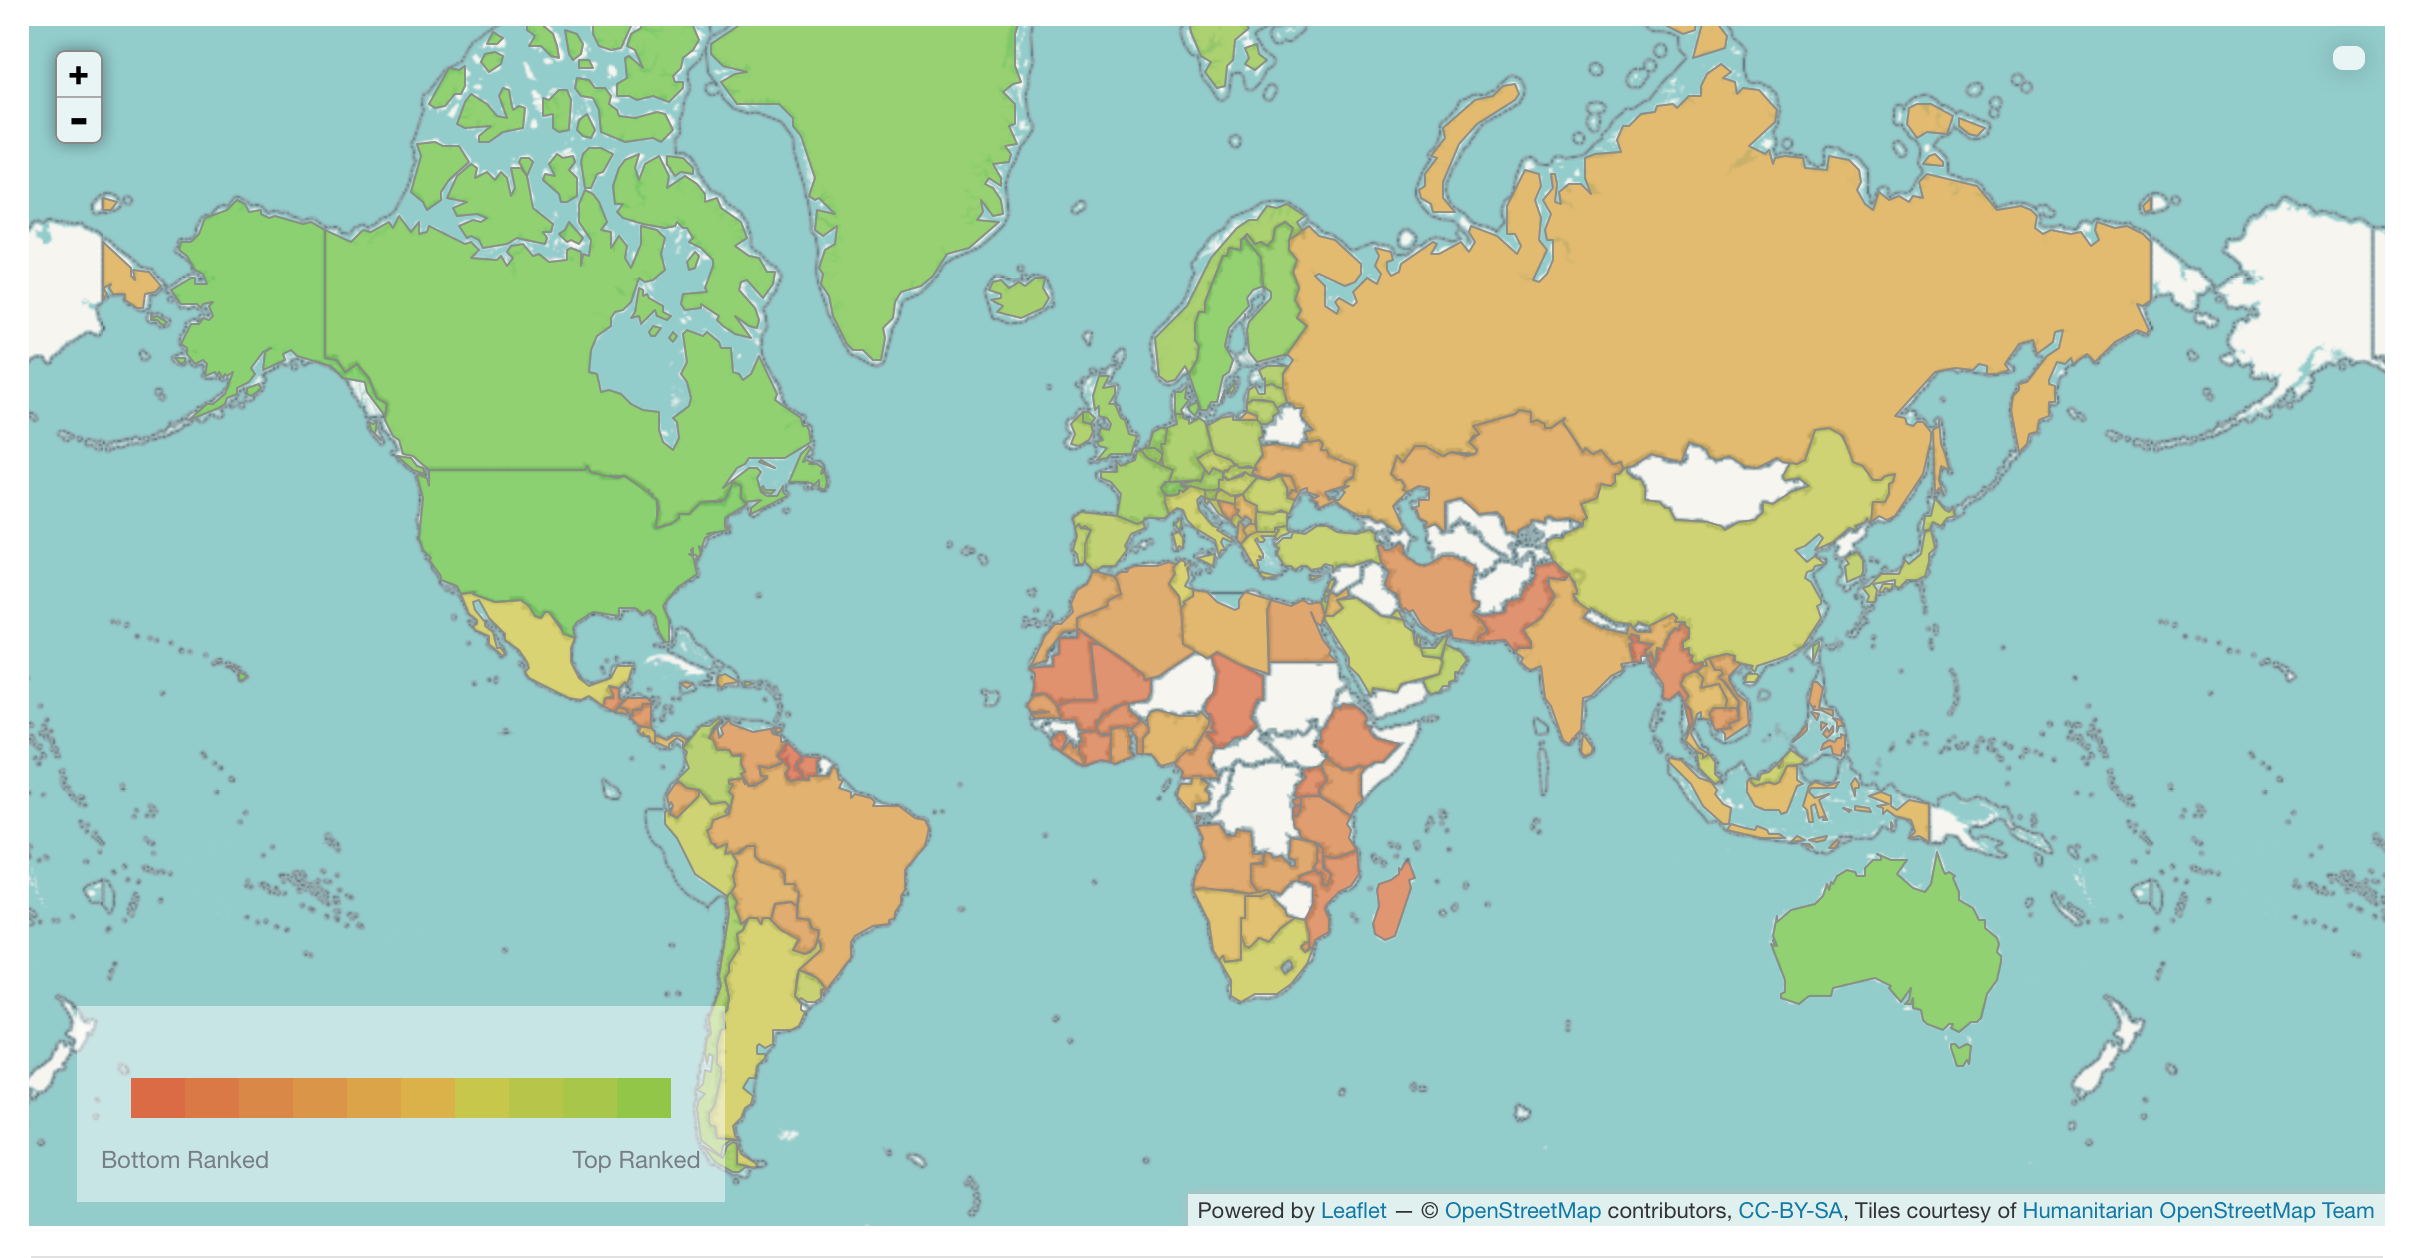 +
-
Bottom Ranked Top Ranked
Powered by Leaflet — © OpenStreetMap contributors, CC-BY-SA, Tiles courtesy of Humanitarian OpenStreetMap Team